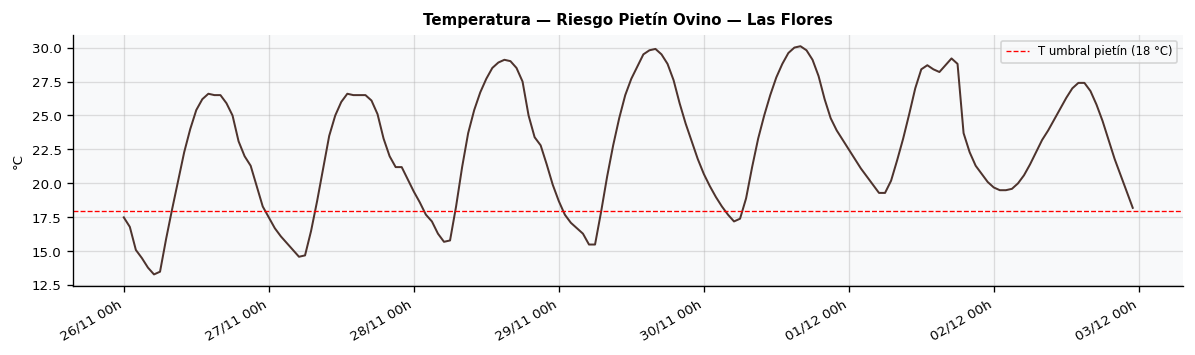 Temperatura — Riesgo Pietín Ovino — Las Flores
T umbral pietín (18 °C)
°C
30.0
27.5
25.0
22.5
20.0
17.5
15.0
12.5
26/11 00h
27/11 00h
28/11 00h
29/11 00h
30/11 00h
01/12 00h
02/12 00h
03/12 00h